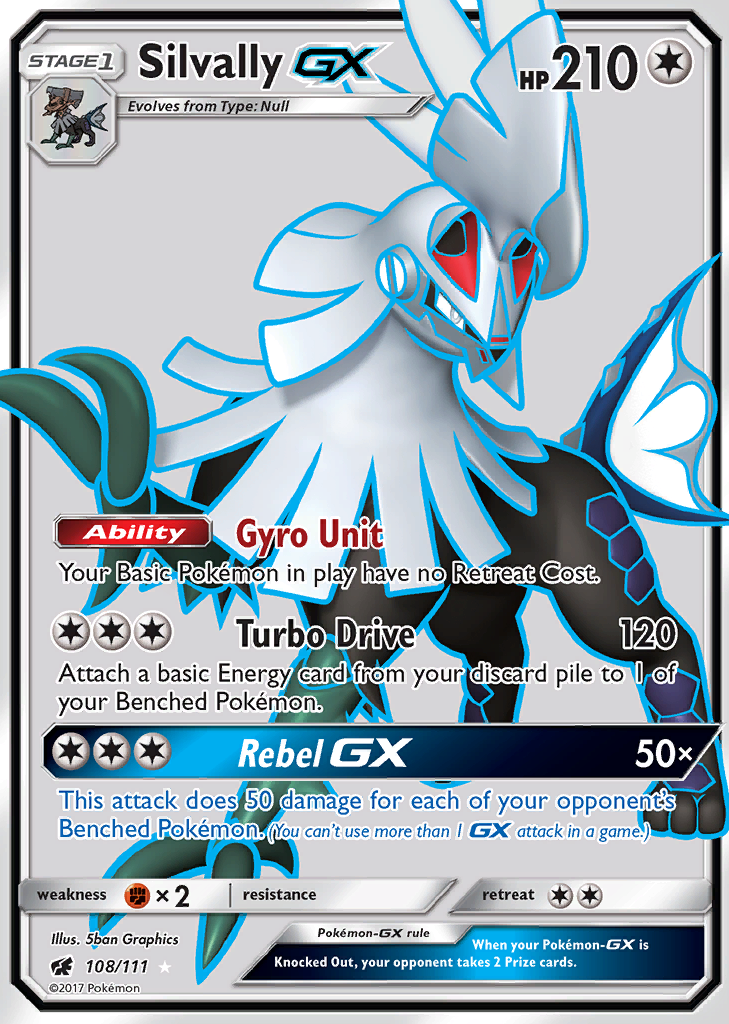 STAGE1 Silvally GX HP210
Evolves from Type: Null
Ability Gyro Unit
Your Basic Pokémon in play have no Retreat Cost.
Turbo Drive 120
Attach a basic Energy card from your discard pile to 1 of
your Benched Pokémon.
Rebel GX 50×
This attack does 50 damage for each of your opponent's
Benched Pokémon. (You can't use more than 1 GX attack in a game.)
weakness ×2 resistance retreat
Illus. 5ban Graphics
108/111
©2017 Pokémon
Pokémon-GX rule
When your Pokémon-GX is
Knocked Out, your opponent takes 2 Prize cards.